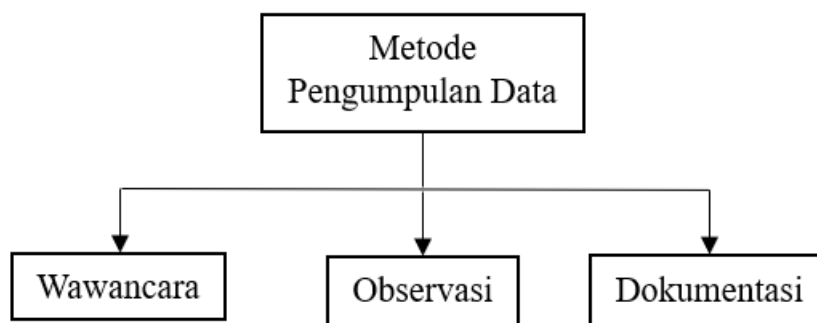 Metode
Pengumpulan Data
Wawancara
Observasi
Dokumentasi